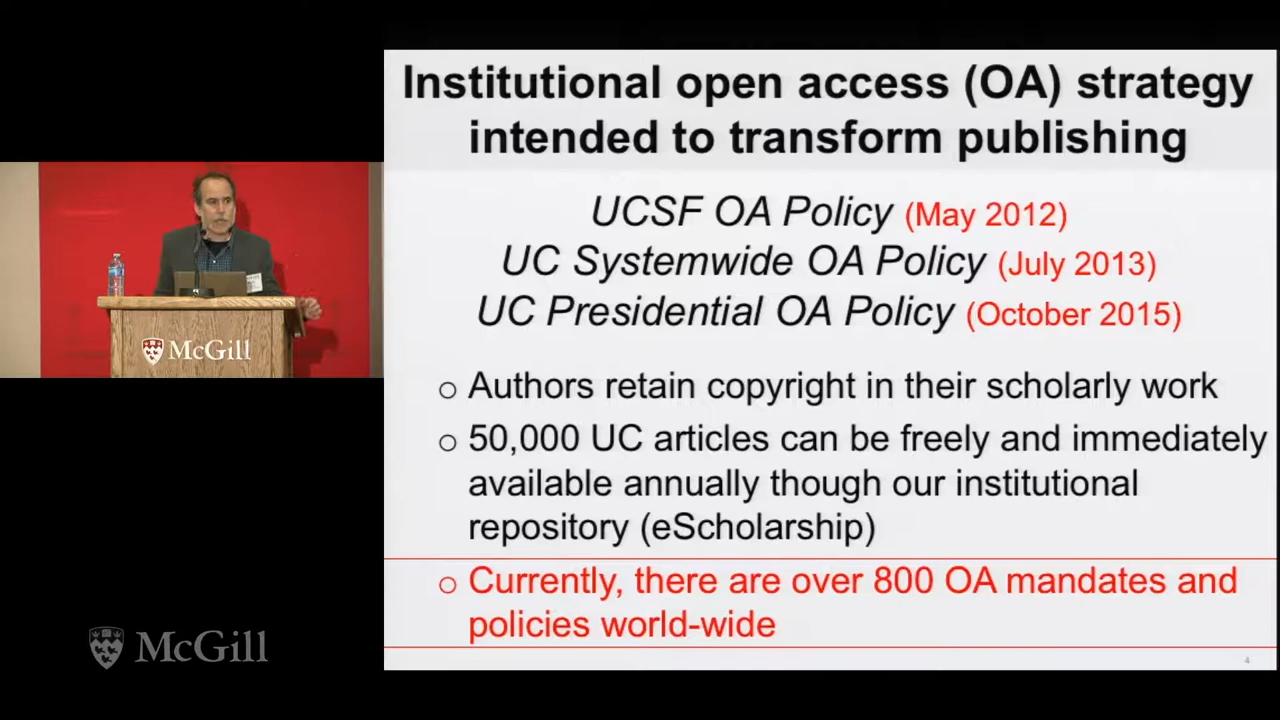 Institutional open access (OA) strategy
intended to transform publishing
UCSF OA Policy (May 2012)
UC Systemwide OA Policy (July 2013)
UC Presidential OA Policy (October 2015)
o Authors retain copyright in their scholarly work
o 50,000 UC articles can be freely and immediately
available annually though our institutional
repository (eScholarship)
o Currently, there are over 800 OA mandates and
policies world-wide
4
McGill
McGill